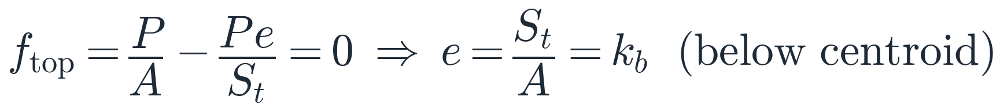 f_top = P/A − Pe/S_t = 0 ⇒ e = S_t/A = k_b (below centroid)